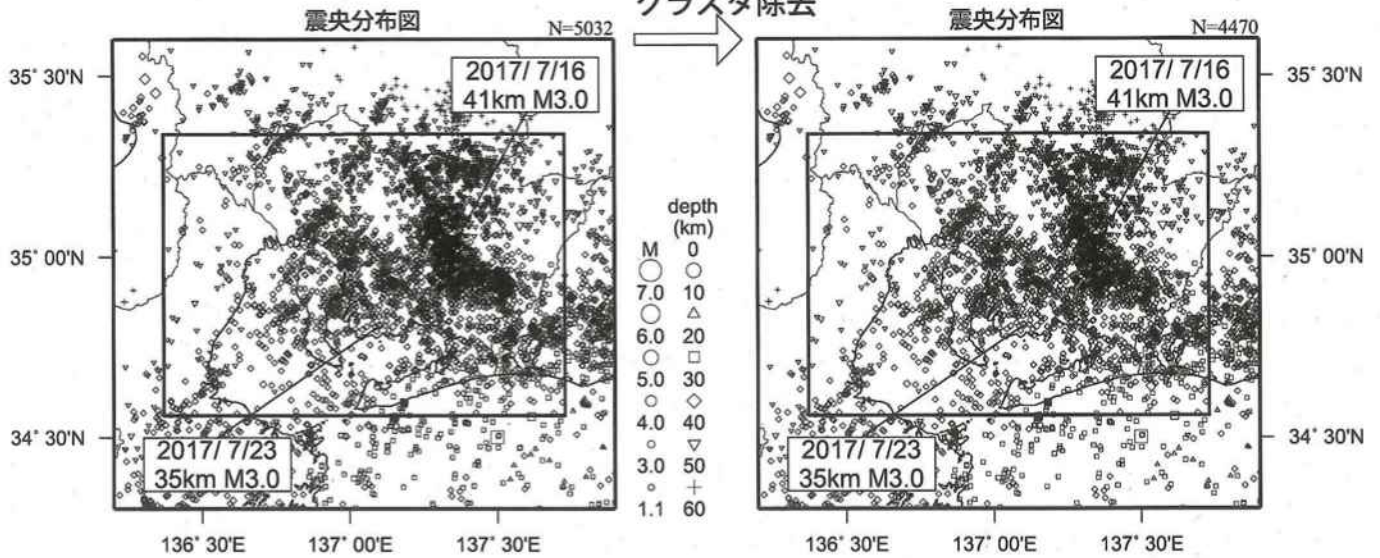 クラスタ除去
震央分布図
N=5032
2017/ 7/16
41km M3.0
2017/ 7/23
35km M3.0
35° 30'N
35° 00'N
34° 30'N
136° 30'E
137° 00'E
137° 30'E
depth
(km)
M 0
7.0 10
6.0 20
5.0 30
4.0 40
3.0 50
1.1 60
震央分布図
N=4470
2017/ 7/16
41km M3.0
2017/ 7/23
35km M3.0
35° 30'N
35° 00'N
34° 30'N
136° 30'E
137° 00'E
137° 30'E